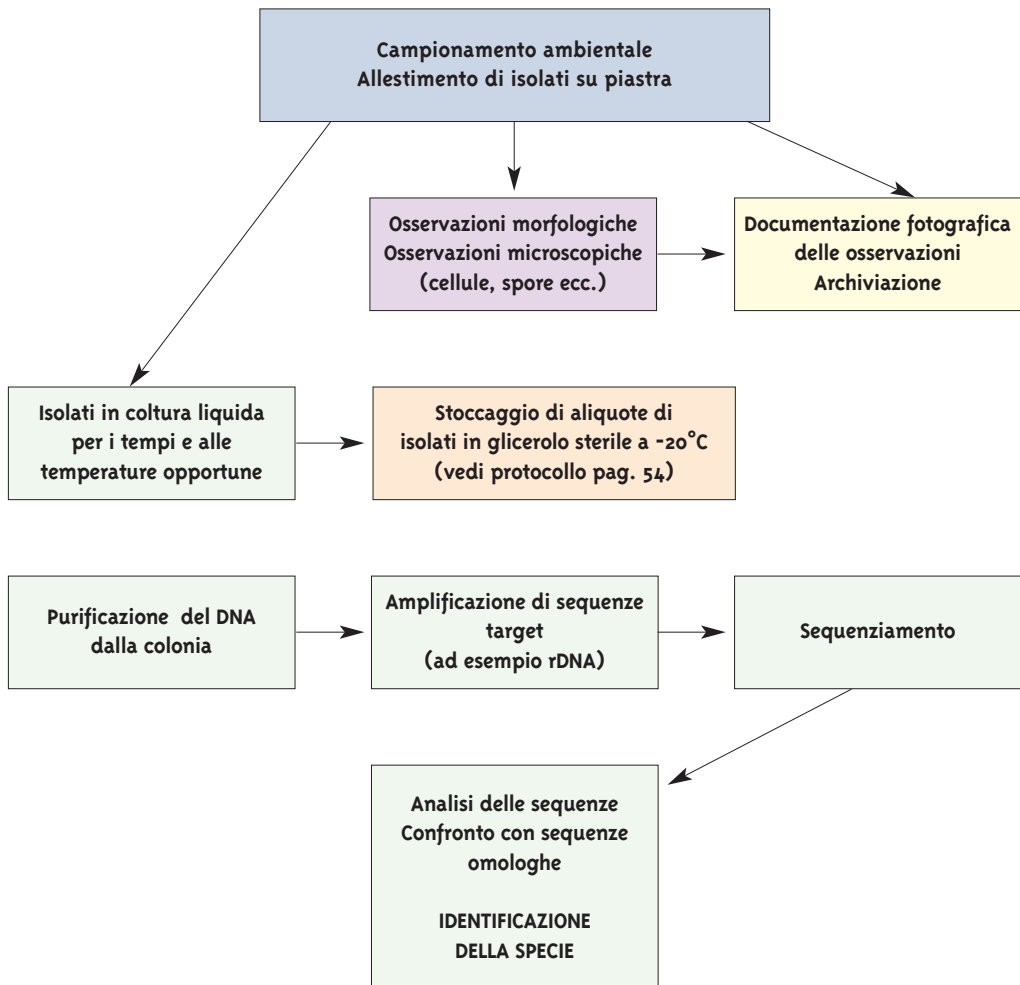 Campionamento ambientale
Allestimento di isolati su piastra
Osservazioni morfologiche
Osservazioni microscopiche
(cellule, spore ecc.)
Documentazione fotografica
delle osservazioni
Archiviazione
Isolati in coltura liquida
per i tempi e alle
temperature opportune
Stoccaggio di aliquote di
isolati in glicerolo sterile a -20°C
(vedi protocollo pag. 54)
Purificazione del DNA
dalla colonia
Amplificazione di sequenze
target
(ad esempio rDNA)
Sequenziamento
Analisi delle sequenze
Confronto con sequenze
omologhe
IDENTIFICAZIONE
DELLA SPECIE